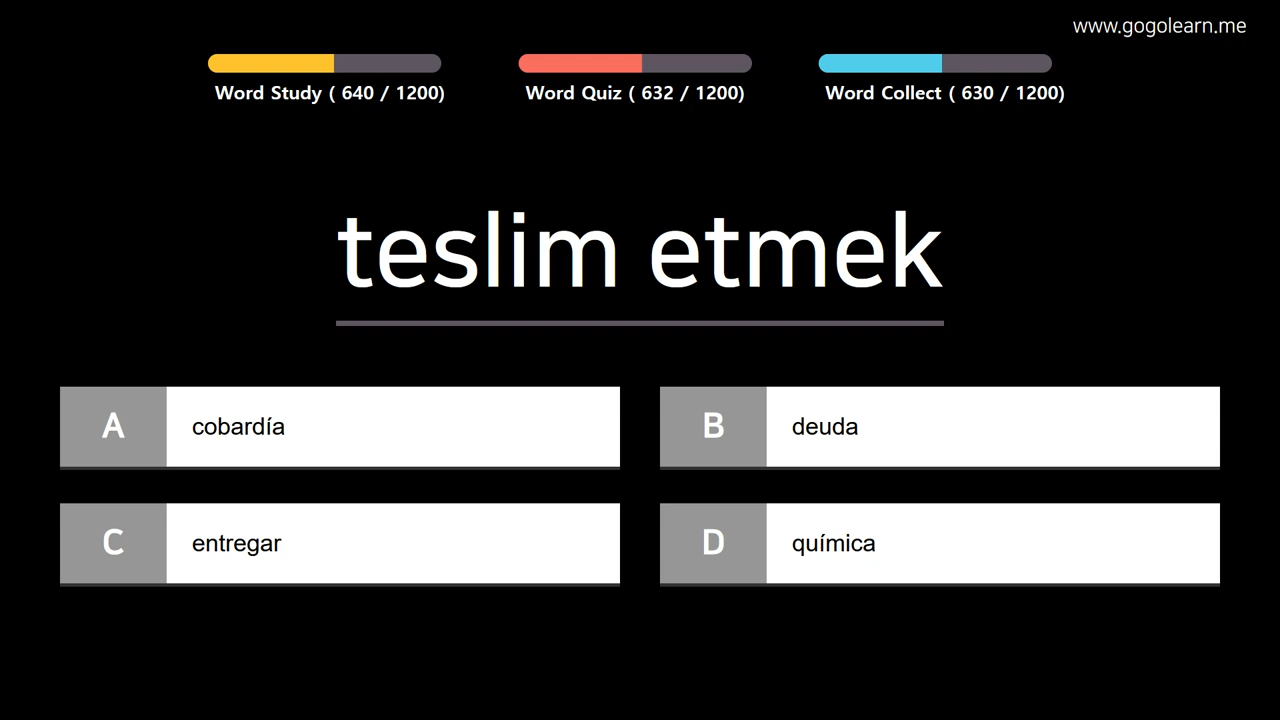 www.gogolearn.me
Word Study ( 640 / 1200)
Word Quiz ( 632 / 1200)
Word Collect ( 630 / 1200)
teslim etmek
A cobardía
B deuda
C entregar
D química